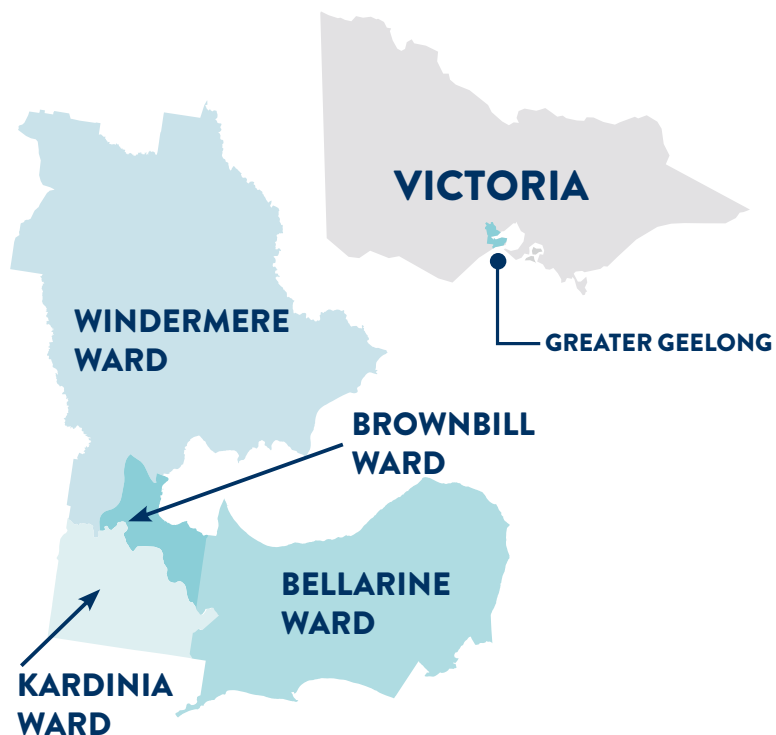 VICTORIA
GREATER GEELONG
WINDERMERE
WARD
BROWNBILL
WARD
BELLARINE
WARD
KARDINIA
WARD